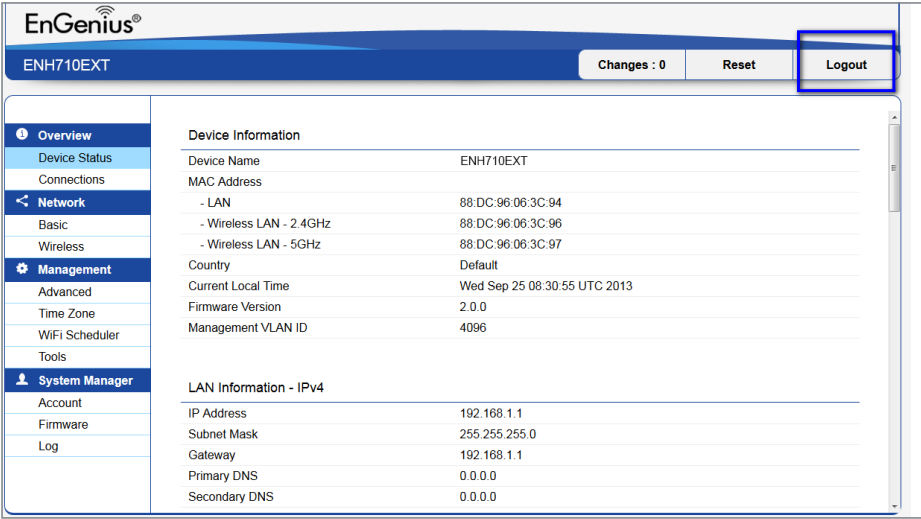 EnGenius®
ENH710EXT
Changes : 0 Reset Logout
Overview
Device Status
Connections
Network
Basic
Wireless
Management
Advanced
Time Zone
WiFi Scheduler
Tools
System Manager
Account
Firmware
Log
Device Information
Device Name ENH710EXT
MAC Address
- LAN 88:DC:96:06:3C:94
- Wireless LAN - 2.4GHz 88:DC:96:06:3C:96
- Wireless LAN - 5GHz 88:DC:96:06:3C:97
Country Default
Current Local Time Wed Sep 25 08:30:55 UTC 2013
Firmware Version 2.0.0
Management VLAN ID 4096
LAN Information - IPv4
IP Address 192.168.1.1
Subnet Mask 255.255.255.0
Gateway 192.168.1.1
Primary DNS 0.0.0.0
Secondary DNS 0.0.0.0